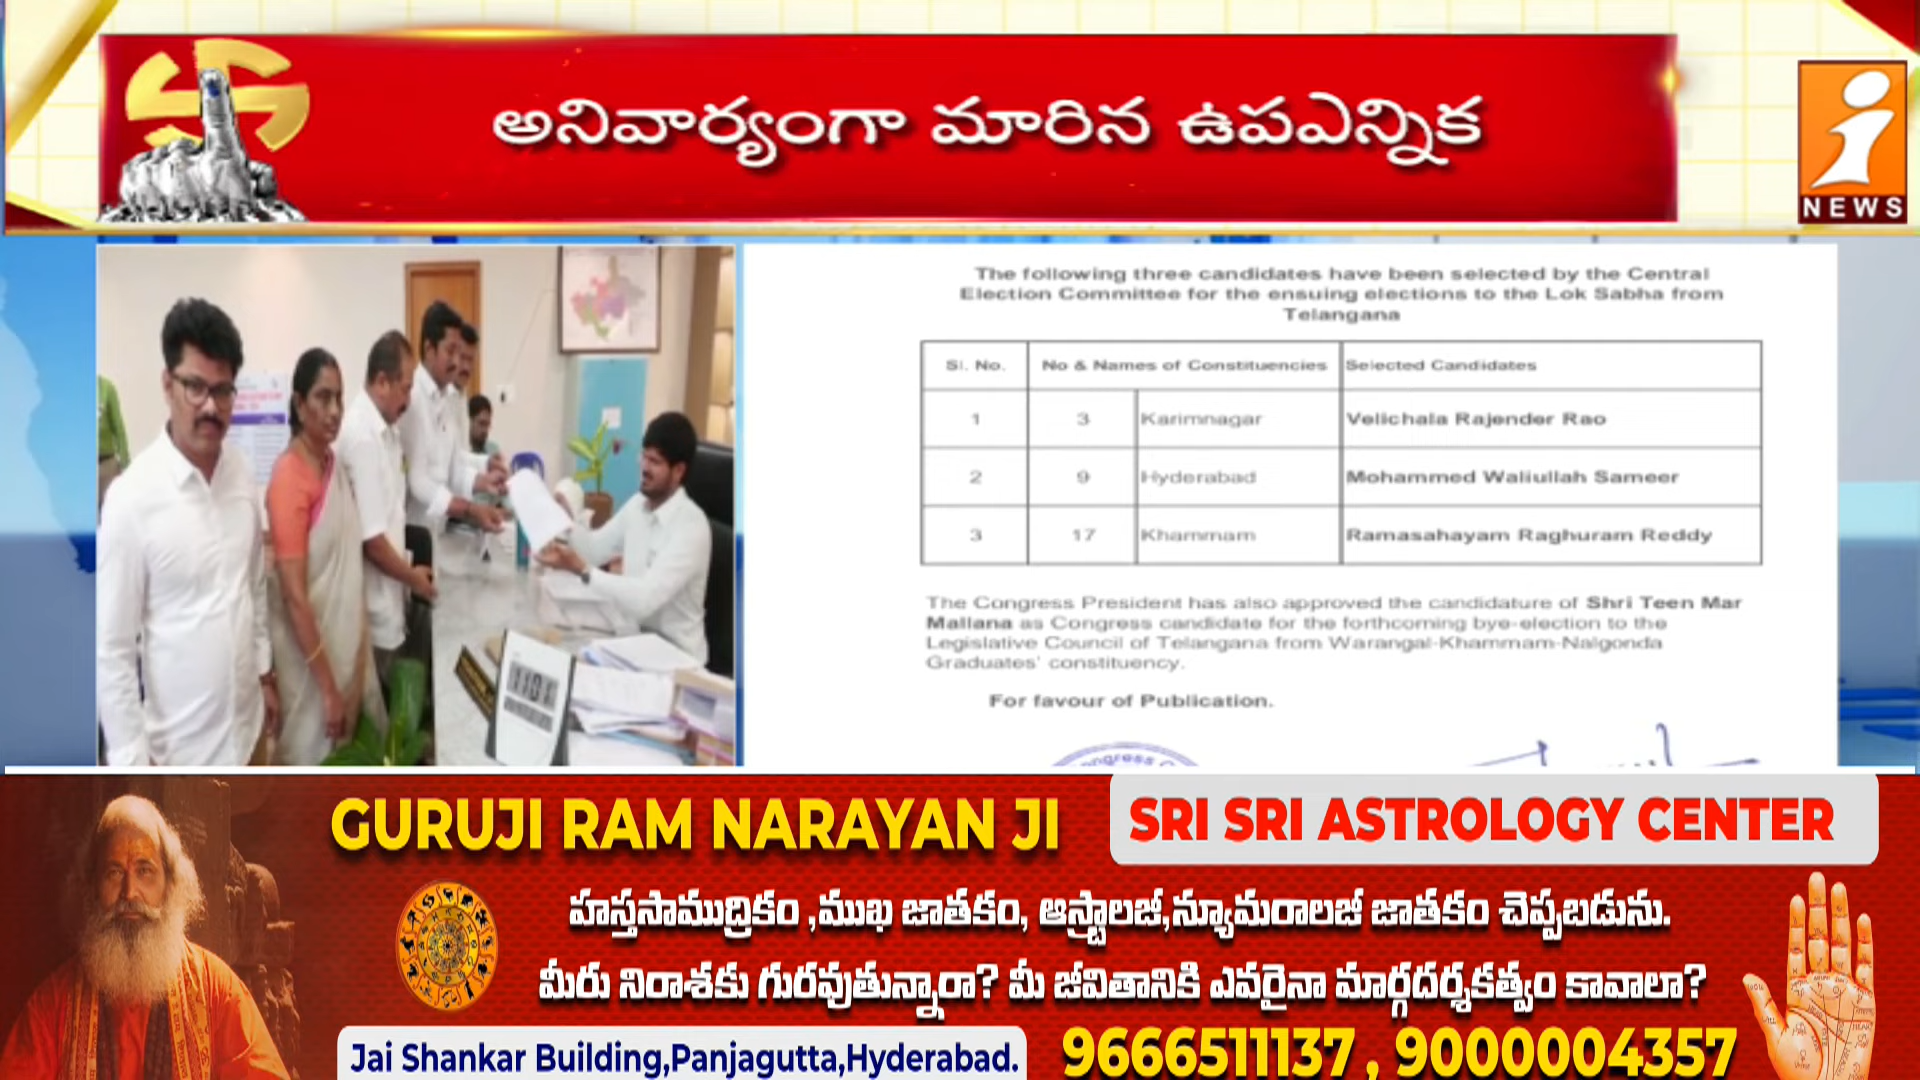 అనివార్యంగా మారిన ఉపఎన్నిక
NEWS
The following three candidates have been selected by the Central
Election Committee for the ensuing elections to the Lok Sabha from
Telangana
Sl. No. No & Names of Constituencies Selected Candidates
1 3 Karimnagar Velichala Rajender Rao
2 9 Hyderabad Mohammed Waliullah Sameer
3 17 Khammam Ramasahayam Raghuram Reddy
The Congress President has also approved the candidature of Shri Teen Mar
Mallana as Congress candidate for the forthcoming bye-election to the
Legislative Council of Telangana from Warangal-Khammam-Nalgonda
Graduates' constituency.
For favour of Publication.
GURUJI RAM NARAYAN JI
SRI SRI ASTROLOGY CENTER
హస్తసాముద్రికం ,ముఖ జాతకం, ఆస్ట్రాలజీ,న్యూమరాలజీ జాతకం చెప్పబడును.
మీరు నిరాశకు గురవుతున్నారా? మీ జీవితానికి ఎవరైనా మార్గదర్శకత్వం కావాలా?
Jai Shankar Building,Panjagutta,Hyderabad.
9666511137 , 9000004357